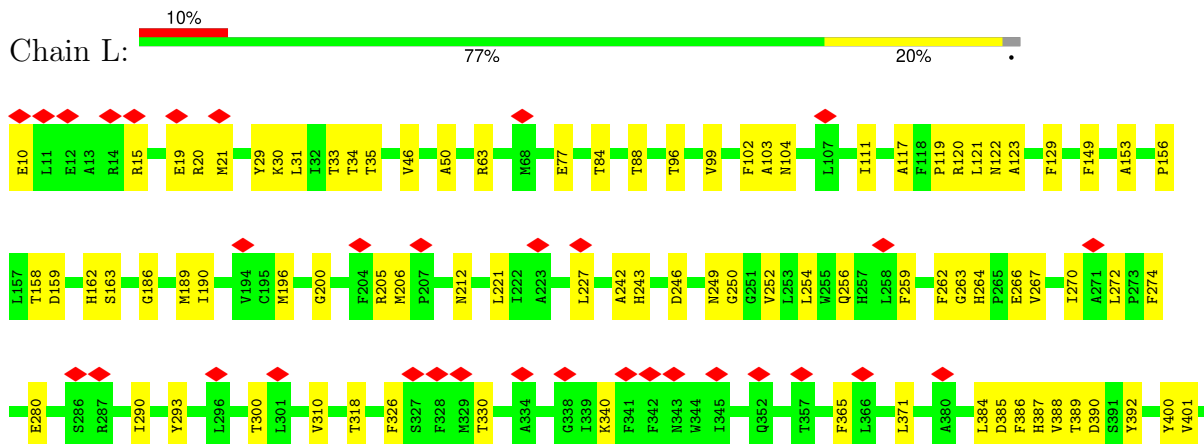 10%
Chain L:
77% 20% •
E10 L11 E12 A13 R14 R15 E19 R20 M21 Y29 K30 L31 I32 T33 T34 T35 V46 A50 R63 M68 E77 T84 T88 T96 V99 F102 A103 N104 L107 I111 A117 F118 P119 R120 L121 N122 A123 F129 F149 A153 P156
L157 T158 D159 H162 S163 G186 M189 I190 V194 C195 M196 G200 F204 R205 M206 P207 N212 L221 I222 A223 L227 A242 H243 D246 N249 G250 G251 V252 L253 L254 W255 Q256 H257 L258 F259 F262 G263 H264 P265 E266 V267 I270 A271 L272 P273 F274
E280 S286 R287 I290 Y293 L296 T300 L301 V310 T318 F326 S327 F328 M329 T330 A334 G338 I339 K340 F341 F342 N343 W344 I345 Q352 T357 F365 L366 L371 A380 L384 D385 F386 H387 V388 T389 D390 S391 Y392 Y400 V401